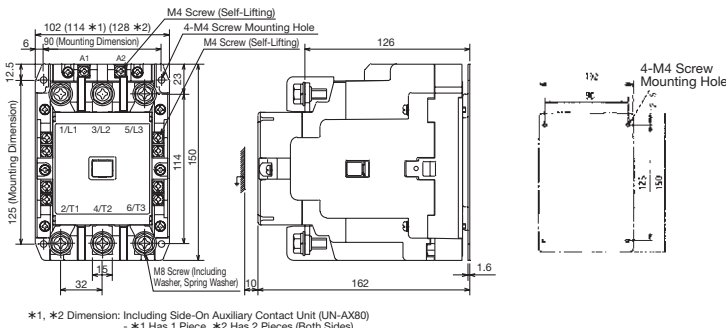 M4 Screw (Self-Lifting)
102 (114 ∗1) (128 ∗2)
4-M4 Screw Mounting Hole
90 (Mounting Dimension)
M4 Screw (Self-Lifting)
6
A1
A2
12.5
23
126
4-M4 Screw
Mounting Hole
90
1/L1
3/L2
5/L3
125 (Mounting Dimension)
114
150
125
150
2/T1
4/T2
6/T3
15
32
M8 Screw (Including
Washer, Spring Washer)
10
162
1.6
∗1, ∗2 Dimension: Including Side-On Auxiliary Contact Unit (UN-AX80)
- ∗1 Has 1 Piece, ∗2 Has 2 Pieces (Both Sides)